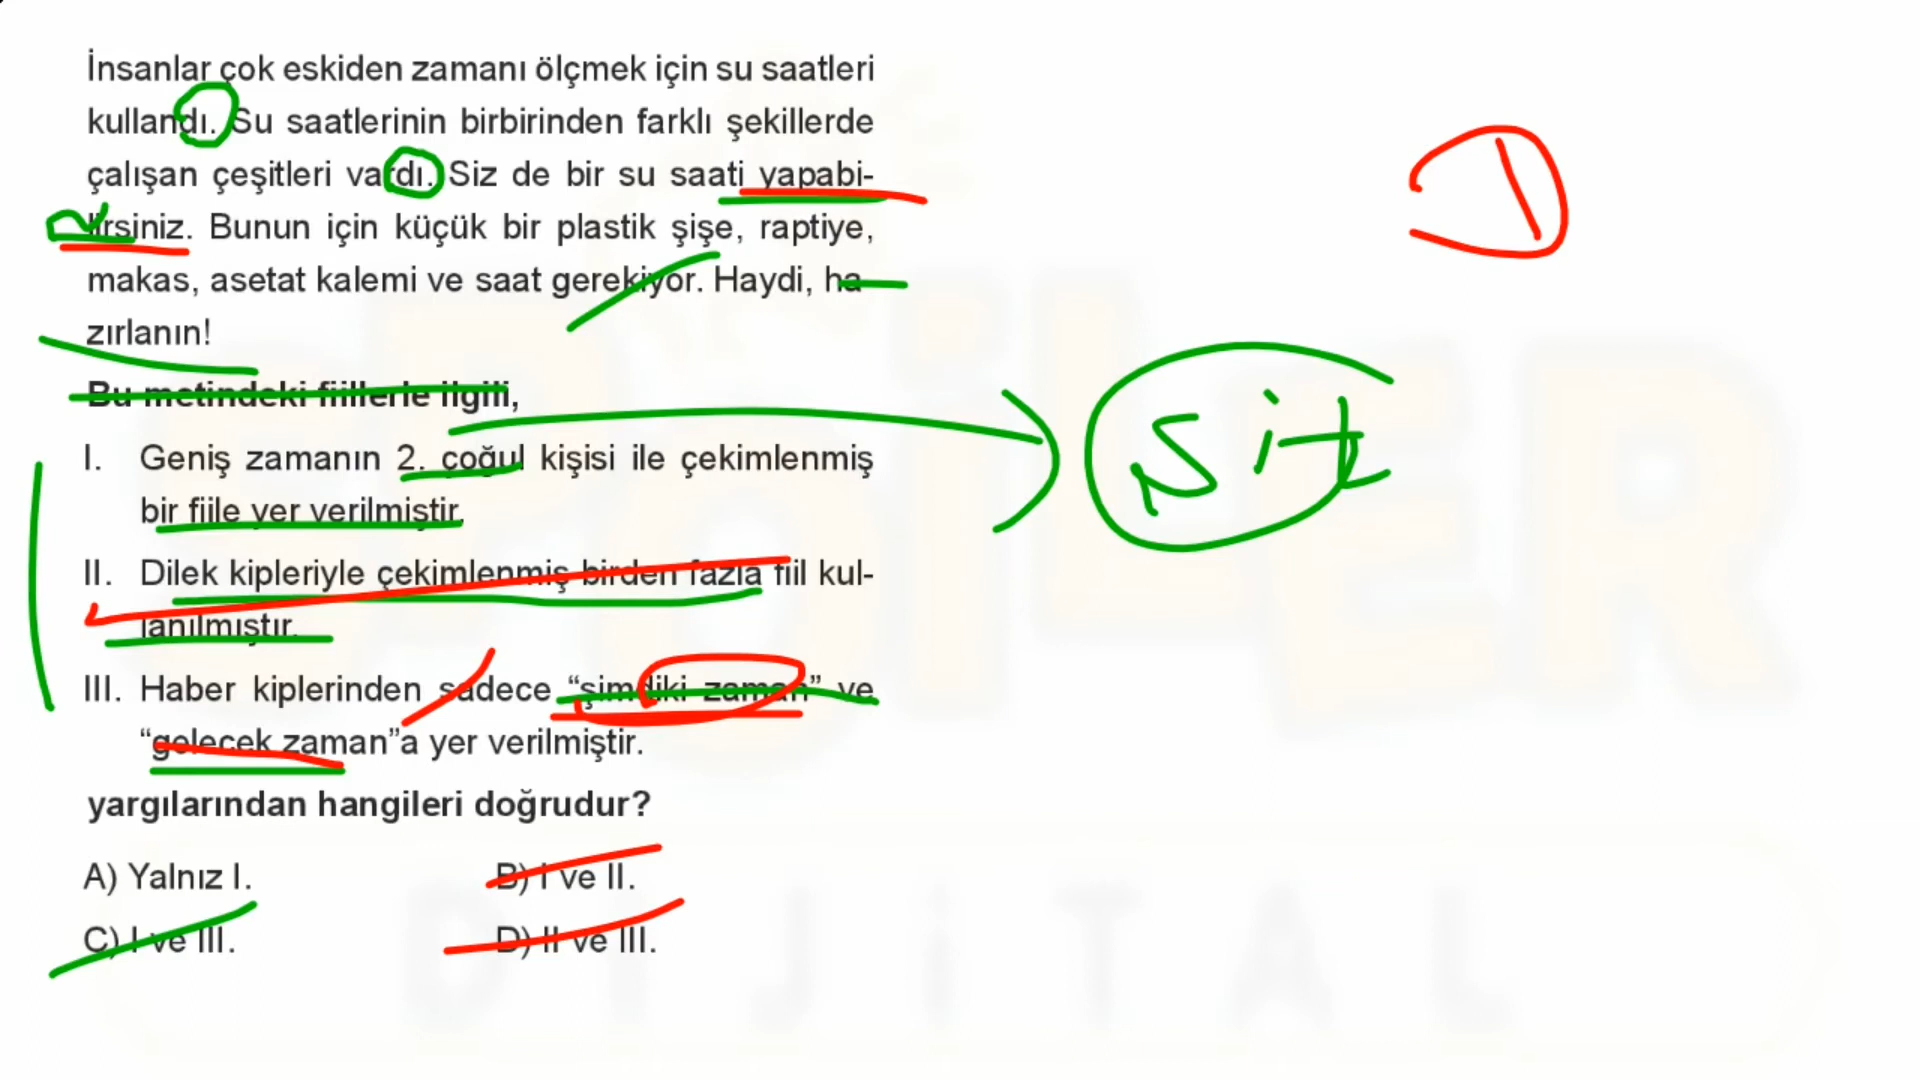 İnsanlar çok eskiden zamanı ölçmek için su saatleri
kullandı. Su saatlerinin birbirinden farklı şekillerde
çalışan çeşitleri vardı. Siz de bir su saati yapabi-
lirsiniz. Bunun için küçük bir plastik şişe, raptiye,
makas, asetat kalemi ve saat gerekiyor. Haydi, ha-
zırlanın!
Bu metindeki fiillerle ilgili,
I. Geniş zamanın 2. çoğul kişisi ile çekimlenmiş
bir fiile yer verilmiştir.
II. Dilek kipleriyle çekimlenmiş birden fazla fiil kul-
lanılmıştır.
III. Haber kiplerinden sadece “şimdiki zaman” ve
“gelecek zaman”a yer verilmiştir.
yargılarından hangileri doğrudur?
A) Yalnız I.
B) I ve II.
C) I ve III.
D) II ve III.
SPOiLER
DİJİTAL